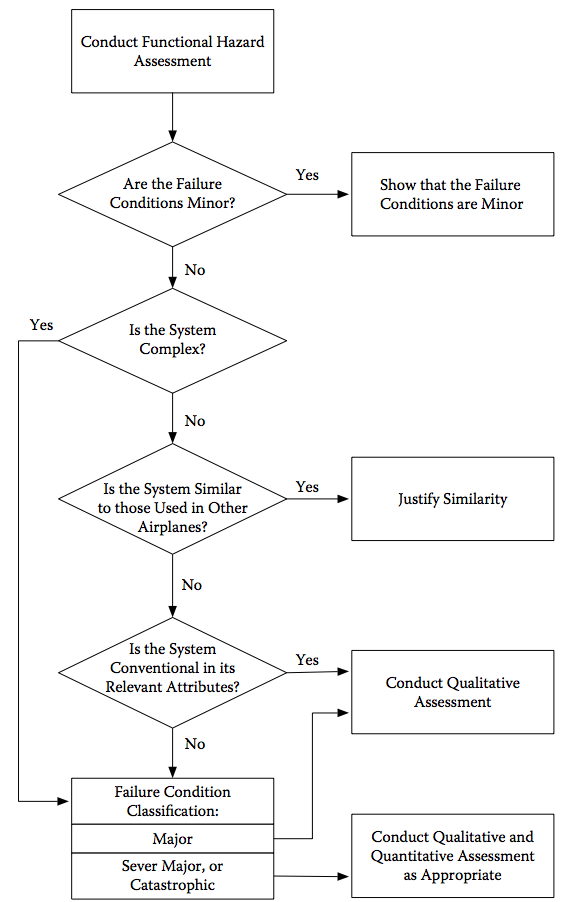 Conduct Functional Hazard
Assessment
Are the Failure
Conditions Minor?
Yes
Show that the Failure
Conditions are Minor
No
Yes
Is the System
Complex?
No
Is the System Similar
to those Used in Other
Airplanes?
Yes
Justify Similarity
No
Is the System
Conventional in its
Relevant Attributes?
Yes
Conduct Qualitative
Assessment
No
Failure Condition
Classification:
Major
Sever Major, or
Catastrophic
Conduct Qualitative and
Quantitative Assessment
as Appropriate